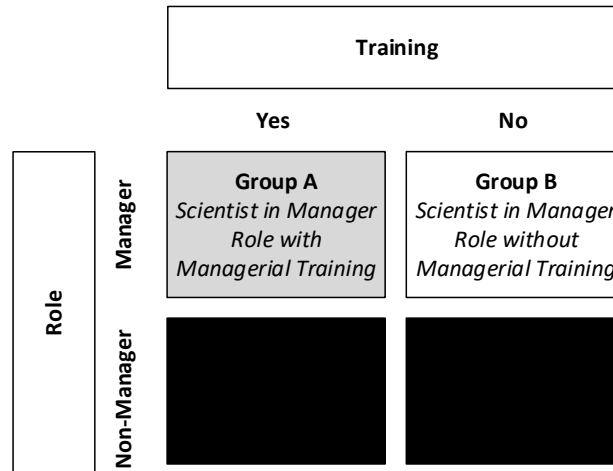 Training
Yes
No
Group A
Scientist in Manager
Role with
Managerial Training
Group B
Scientist in Manager
Role without
Managerial Training
Role
Manager
Non-Manager